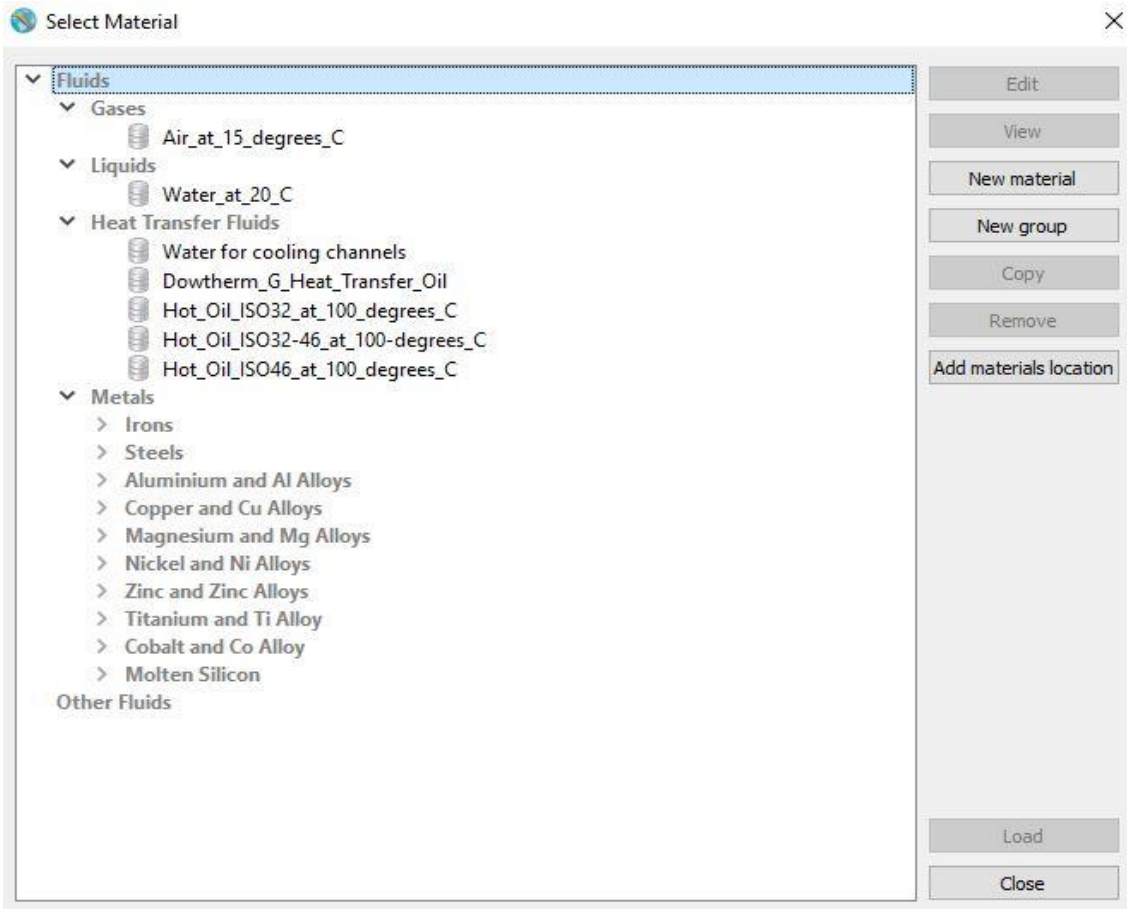 Select Material
Fluids
Gases
Air_at_15_degrees_C
Liquids
Water_at_20_C
Heat Transfer Fluids
Water for cooling channels
Dowtherm_G_Heat_Transfer_Oil
Hot_Oil_ISO32_at_100_degrees_C
Hot_Oil_ISO32-46_at_100-degrees_C
Hot_Oil_ISO46_at_100_degrees_C
Metals
Irons
Steels
Aluminium and Al Alloys
Copper and Cu Alloys
Magnesium and Mg Alloys
Nickel and Ni Alloys
Zinc and Zinc Alloys
Titanium and Ti Alloy
Cobalt and Co Alloy
Molten Silicon
Other Fluids
Edit
View
New material
New group
Copy
Remove
Add materials location
Load
Close